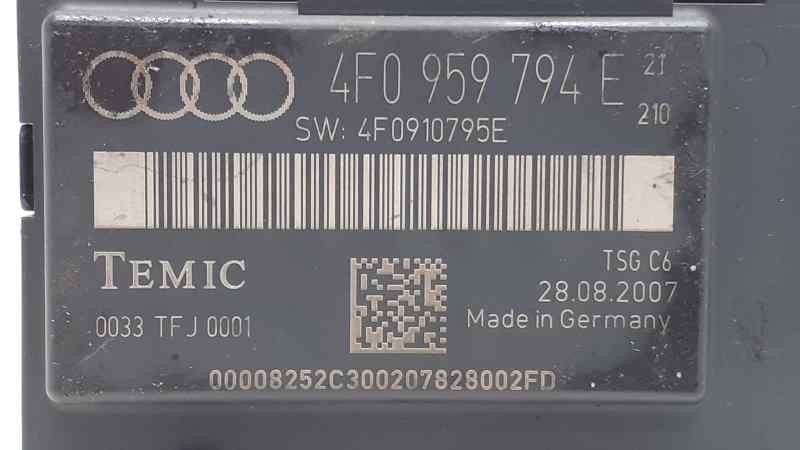 4F0 959 794 E 21
210
SW: 4F0910795E
TEMIC
TSG C6
28.08.2007
0033 TFJ 0001
Made in Germany
00008252C300207828002FD